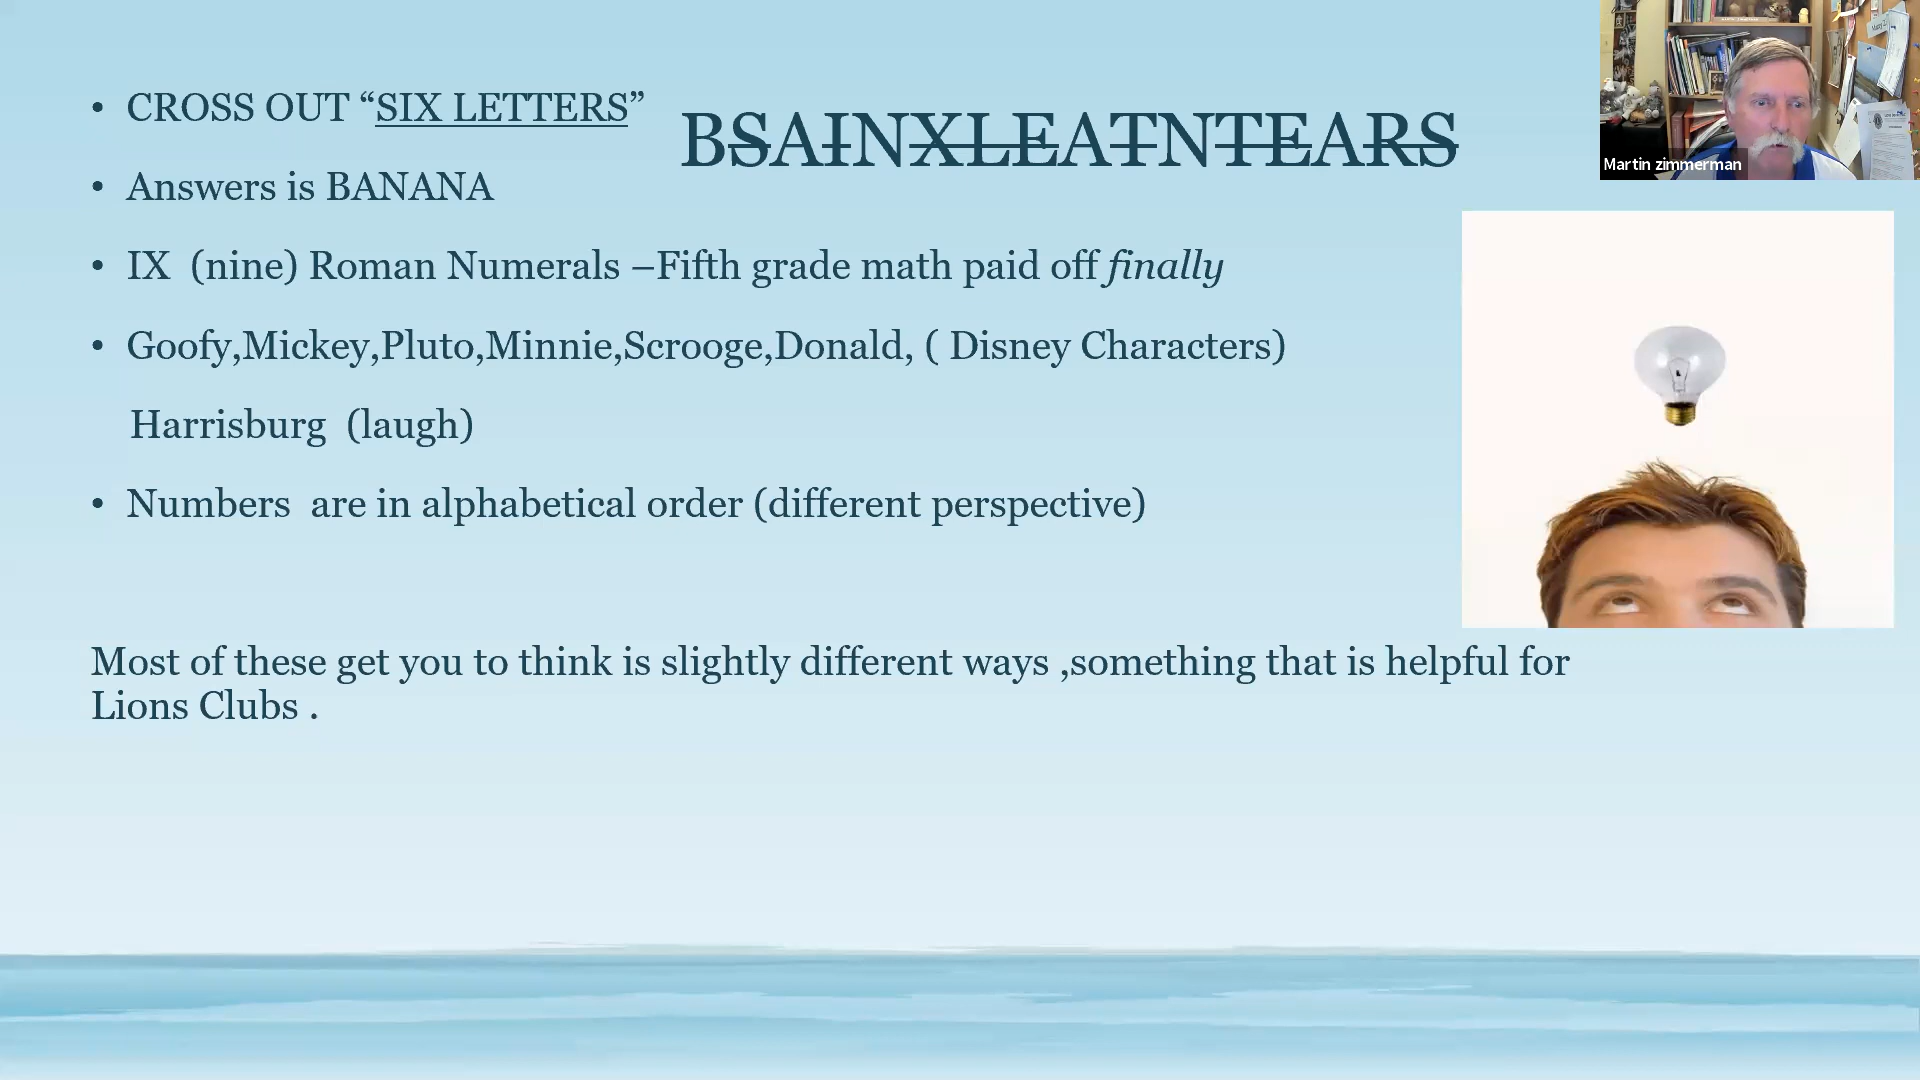 • CROSS OUT “SIX LETTERS”
BSAINXLEATNTEARS
• Answers is BANANA
• IX (nine) Roman Numerals –Fifth grade math paid off finally
• Goofy,Mickey,Pluto,Minnie,Scrooge,Donald, ( Disney Characters)
Harrisburg (laugh)
• Numbers are in alphabetical order (different perspective)
Most of these get you to think is slightly different ways ,something that is helpful for
Lions Clubs .
Martin zimmerman